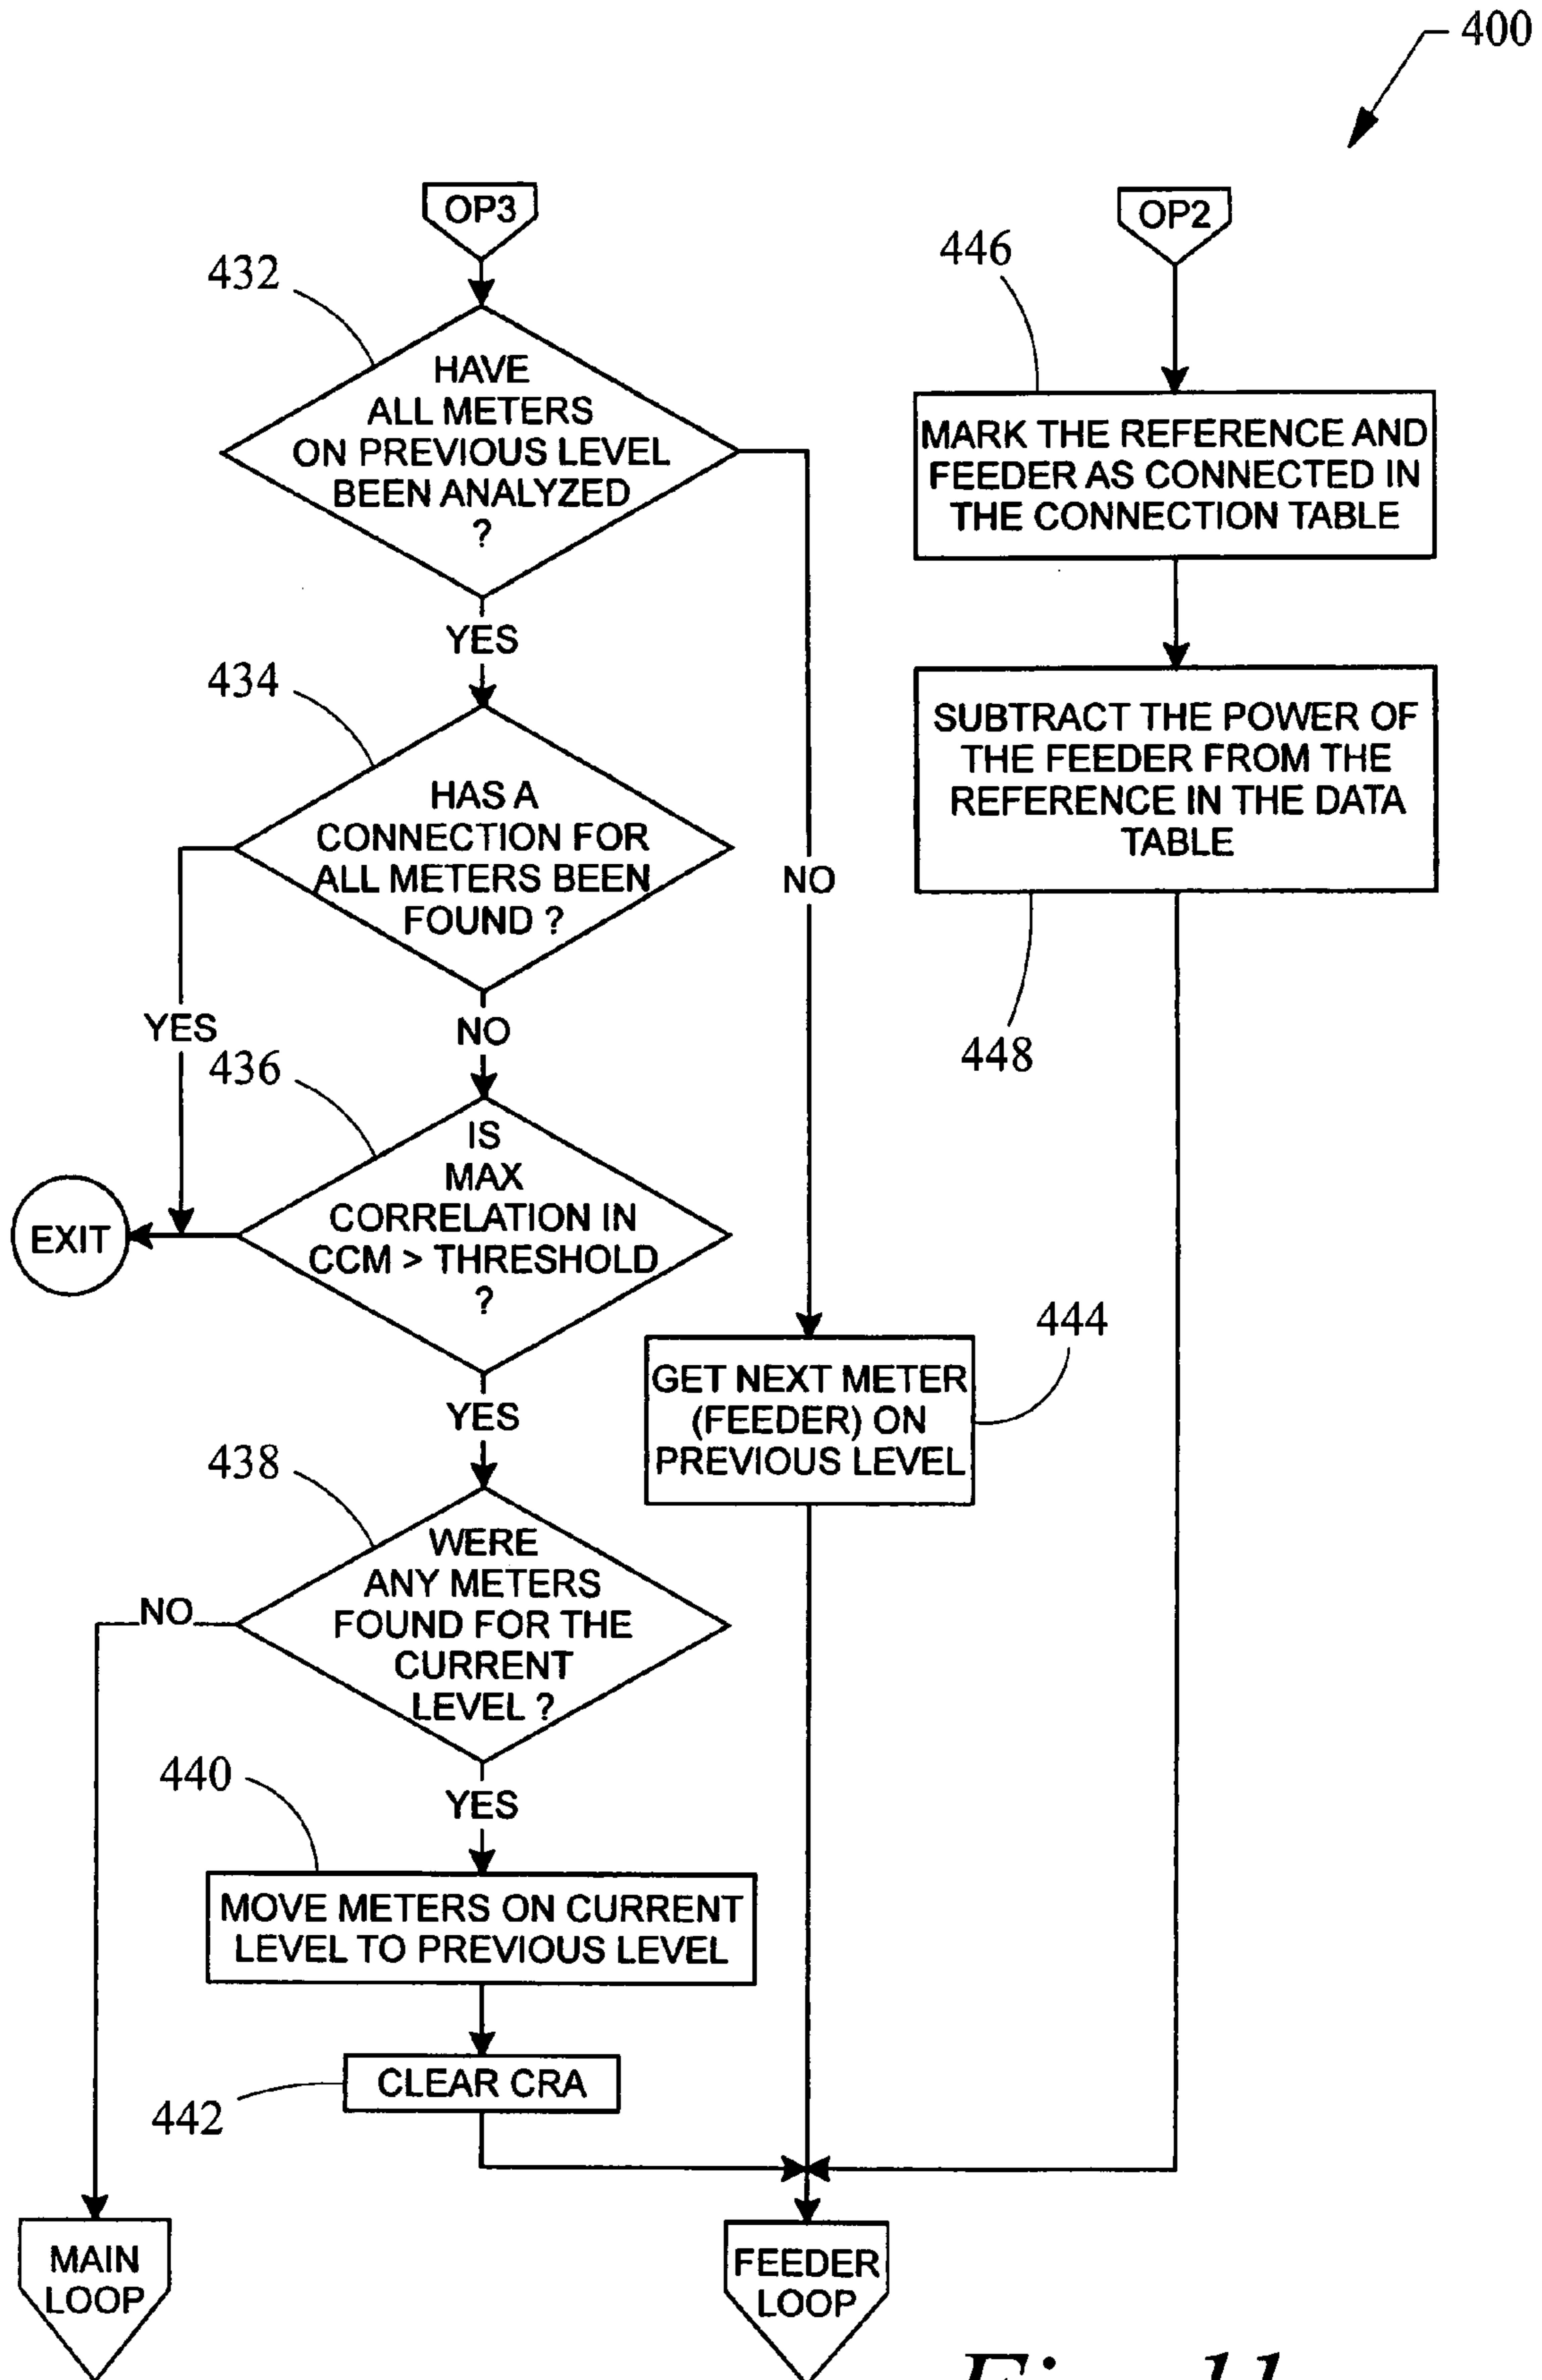 400
OP3
432
HAVE
ALL METERS
ON PREVIOUS LEVEL
BEEN ANALYZED
?
YES
434
HAS A
CONNECTION FOR
ALL METERS BEEN
FOUND ?
YES
NO
436
IS
MAX
CORRELATION IN
CCM > THRESHOLD
?
EXIT
YES
438
WERE
ANY METERS
FOUND FOR THE
CURRENT
LEVEL ?
NO
YES
440
MOVE METERS ON CURRENT
LEVEL TO PREVIOUS LEVEL
442
CLEAR CRA
MAIN
LOOP
NO
444
GET NEXT METER
(FEEDER) ON
PREVIOUS LEVEL
FEEDER
LOOP
OP2
446
MARK THE REFERENCE AND
FEEDER AS CONNECTED IN
THE CONNECTION TABLE
SUBTRACT THE POWER OF
THE FEEDER FROM THE
REFERENCE IN THE DATA
TABLE
448